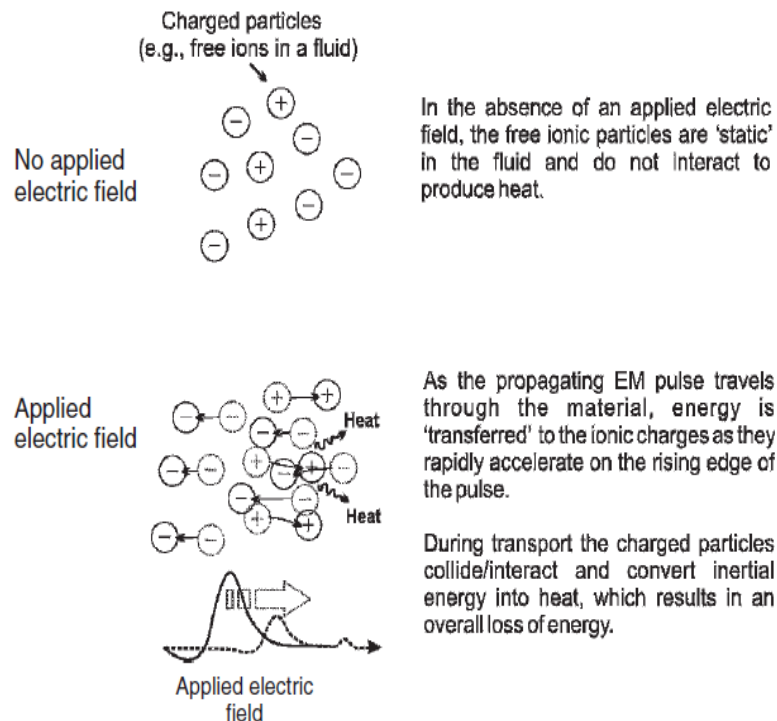 Charged particles
(e.g., free ions in a fluid)
No applied
electric field
In the absence of an applied electric
field, the free ionic particles are ‘static’
in the fluid and do not interact to
produce heat.
Applied
electric field
Heat
Heat
As the propagating EM pulse travels
through the material, energy is
‘transferred’ to the ionic charges as they
rapidly accelerate on the rising edge of
the pulse.
During transport the charged particles
collide/interact and convert inertial
energy into heat, which results in an
overall loss of energy.
Applied electric
field